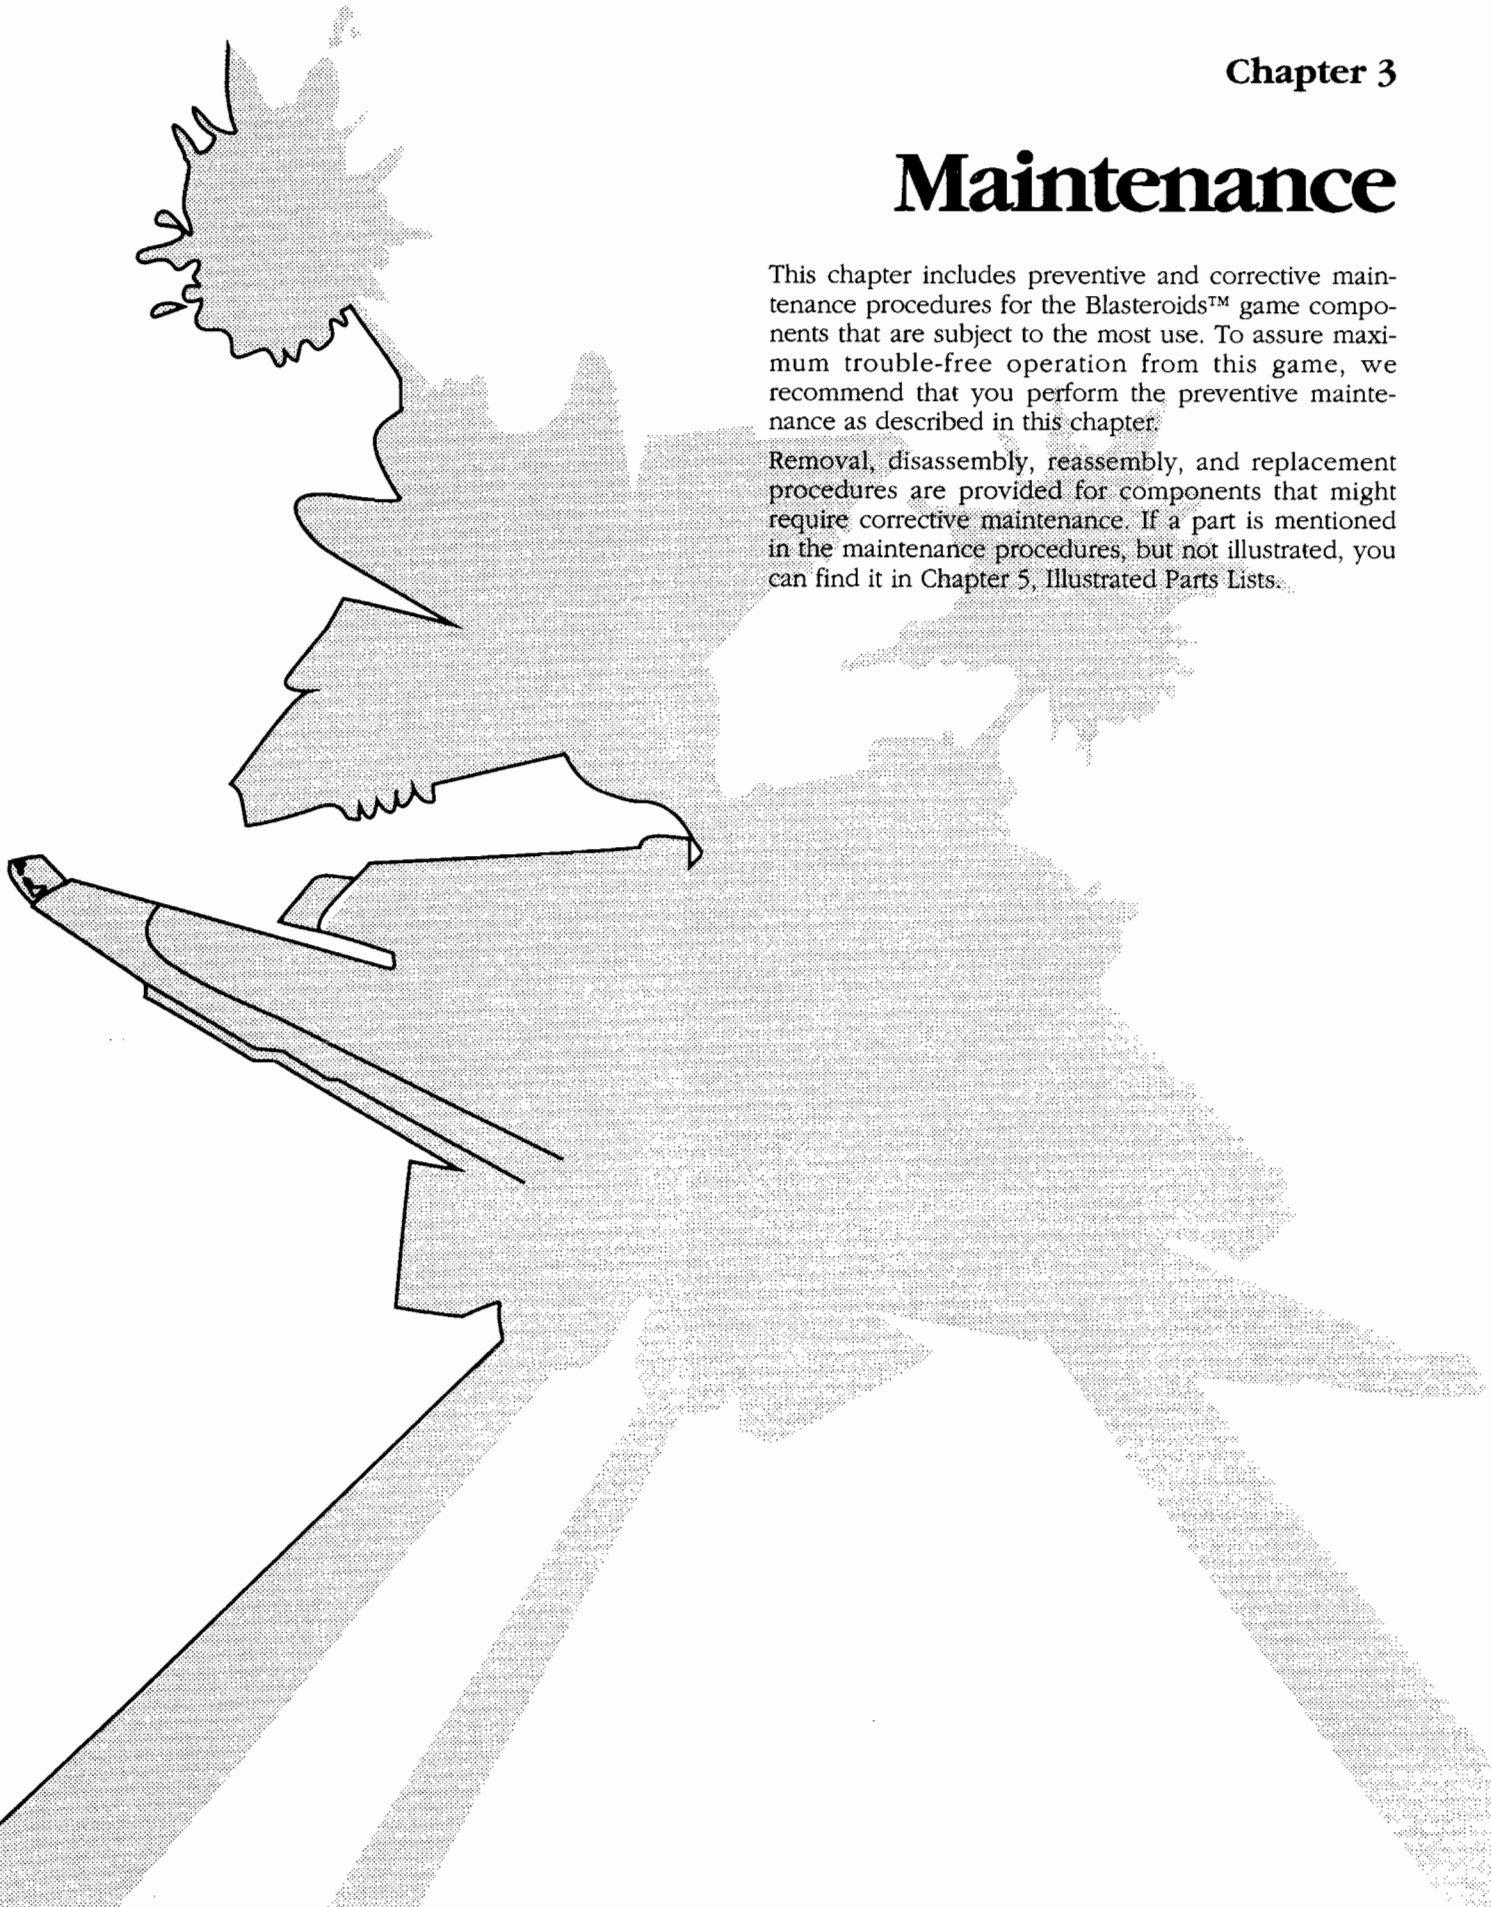 Chapter 3
Maintenance
This chapter includes preventive and corrective main-
tenance procedures for the Blasteroids™ game compo-
nents that are subject to the most use. To assure maxi-
mum trouble-free operation from this game, we
recommend that you perform the preventive mainte-
nance as described in this chapter.
Removal, disassembly, reassembly, and replacement
procedures are provided for components that might
require corrective maintenance. If a part is mentioned
in the maintenance procedures, but not illustrated, you
can find it in Chapter 5, Illustrated Parts Lists.